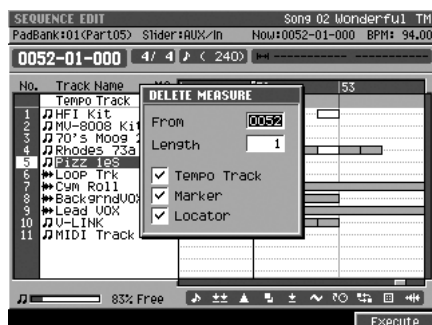 SEQUENCE EDIT Song 02 Wonderful TM
PadBank:01(Part05) Slider:AUX/In Now:0052-01-000 BPM: 94.00
0052-01-000 4/ 4 ♪ ( 240)
No. Track Name 53
Tempo Track
1 HFI Kit
2 MV-8008 Kit
3 70's Moog 2
4 Rhodes 73a
5 Pizz 1eS
6 Loop Trk
7 Cym Roll
8 BackgrndVOX
9 Lead VOX
10 V-LINK
11 MIDI Track
DELETE MEASURE
From 0052
Length 1
Tempo Track
Marker
Locator
83% Free
Execute